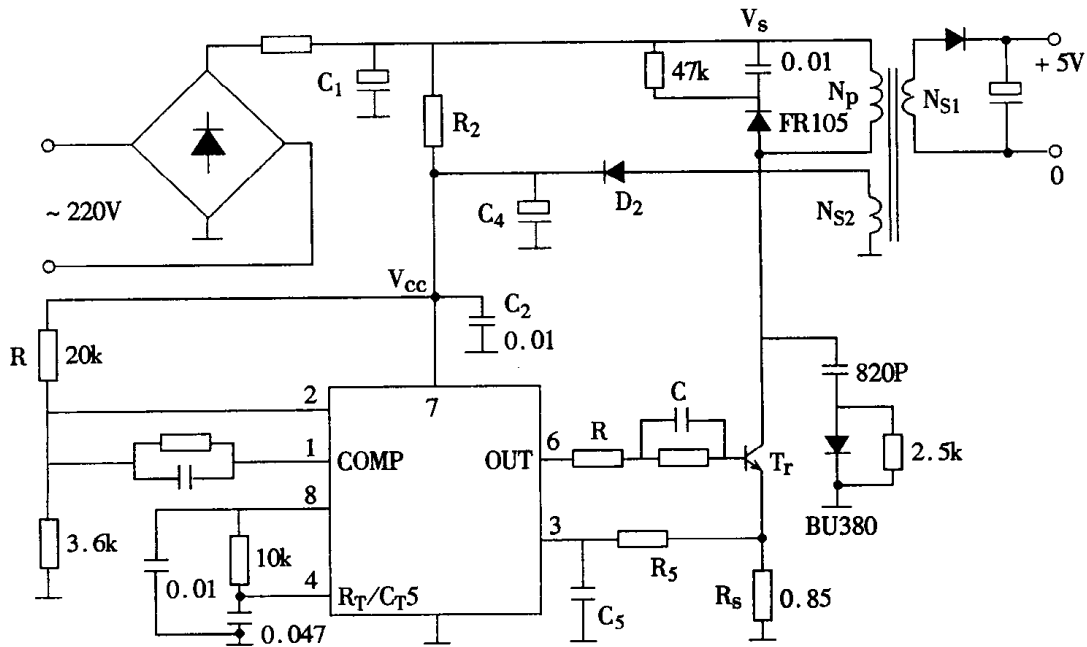 V_S
C_1
47k
0.01
R_2
N_p
N_S1
+5V
0
FR105
~220V
C_4
D_2
N_S2
V_cc
C_2
0.01
R
20k
2
7
820P
C
1
COMP
OUT
6
R
T_r
2.5k
8
BU380
3
3.6k
0.01
10k
4
R_T/C_T5
R_5
0.047
C_5
R_s
0.85